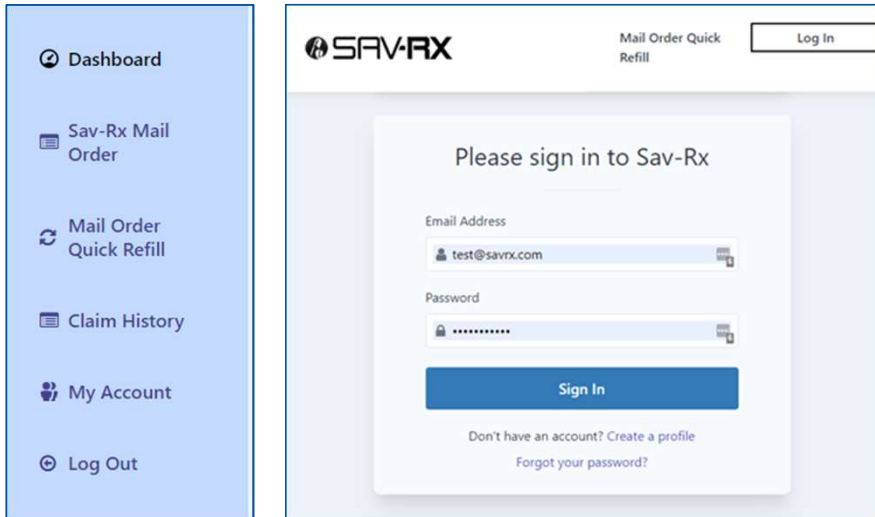 Dashboard
Sav-Rx Mail
Order
Mail Order
Quick Refill
Claim History
My Account
Log Out
SAV-RX
Mail Order Quick
Refill
Log In
Please sign in to Sav-Rx
Email Address
test@savrx.com
Password
•••••••••••
Sign In
Don't have an account? Create a profile
Forgot your password?